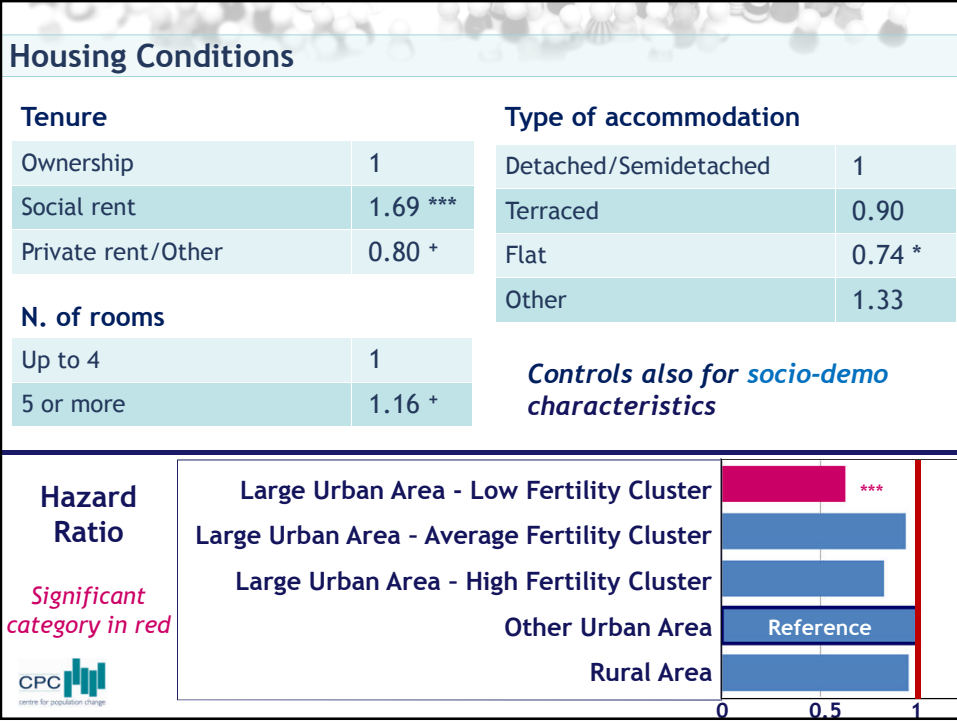 Housing Conditions
Tenure
Ownership 1
Social rent 1.69 ***
Private rent/Other 0.80 +
N. of rooms
Up to 4 1
5 or more 1.16 +
Type of accommodation
Detached/Semidetached 1
Terraced 0.90
Flat 0.74 *
Other 1.33
Controls also for socio-demo
characteristics
Hazard
Ratio
Significant
category in red
CPC
centre for population change
Large Urban Area - Low Fertility Cluster ***
Large Urban Area – Average Fertility Cluster
Large Urban Area – High Fertility Cluster
Other Urban Area Reference
Rural Area
0 0.5 1